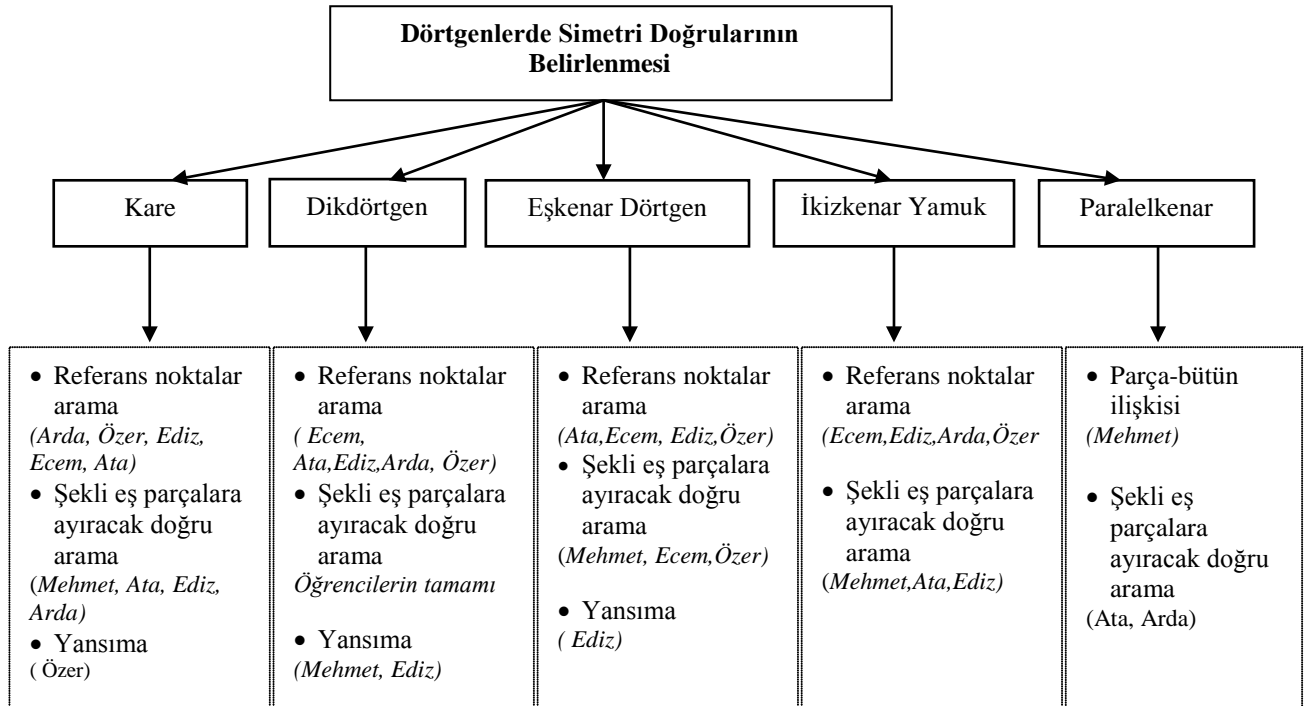 Dörtgenlerde Simetri Doğrularının
Belirlenmesi
Kare
Dikdörtgen
Eşkenar Dörtgen
İkizkenar Yamuk
Paralelkenar
• Referans noktalar
arama
(Arda, Özer, Ediz,
Ecem, Ata)
• Şekli eş parçalara
ayıracak doğru
arama
(Mehmet, Ata, Ediz,
Arda)
• Yansıma
( Özer)
• Referans noktalar
arama
( Ecem,
Ata,Ediz,Arda, Özer)
• Şekli eş parçalara
ayıracak doğru
arama
Öğrencilerin tamamı
• Yansıma
(Mehmet, Ediz)
• Referans noktalar
arama
(Ata,Ecem, Ediz,Özer)
• Şekli eş parçalara
ayıracak doğru
arama
(Mehmet, Ecem,Özer)
• Yansıma
( Ediz)
• Referans noktalar
arama
(Ecem,Ediz,Arda,Özer
• Şekli eş parçalara
ayıracak doğru
arama
(Mehmet,Ata,Ediz)
• Parça-bütün
ilişkisi
(Mehmet)
• Şekli eş
parçalara
ayıracak doğru
arama
(Ata, Arda)